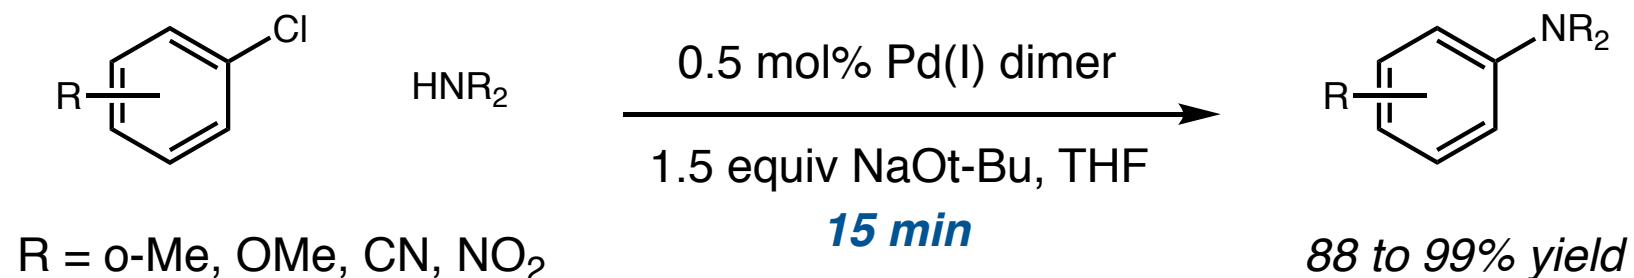 Cl
R
HNR₂
0.5 mol% Pd(I) dimer
1.5 equiv NaOt-Bu, THF
15 min
NR₂
R
R = o-Me, OMe, CN, NO₂
88 to 99% yield